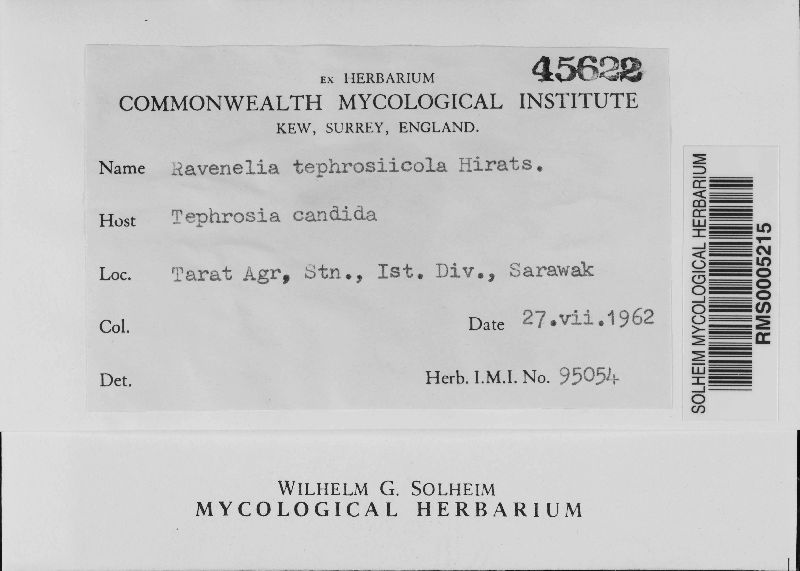 45622
EX HERBARIUM
COMMONWEALTH MYCOLOGICAL INSTITUTE
KEW, SURREY, ENGLAND.
Name Ravenelia tephrosiicola Hirats.
Host Tephrosia candida
Loc. Tarat Agr, Stn., Ist. Div., Sarawak
Col. Date 27.vii.1962
Det. Herb. I.M.I. No. 95054
SOLHEIM MYCOLOGICAL HERBARIUM
RMS0005215
WILHELM G. SOLHEIM
MYCOLOGICAL HERBARIUM